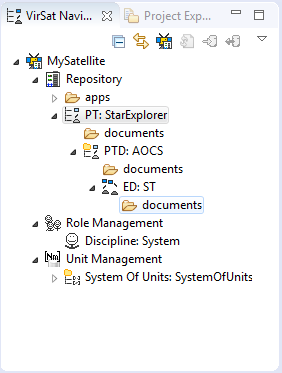 VirSat Navi...
Project Exp...
MySatellite
Repository
apps
PT: StarExplorer
documents
PTD: AOCS
documents
ED: ST
documents
Role Management
Discipline: System
Unit Management
System Of Units: SystemOfUnits